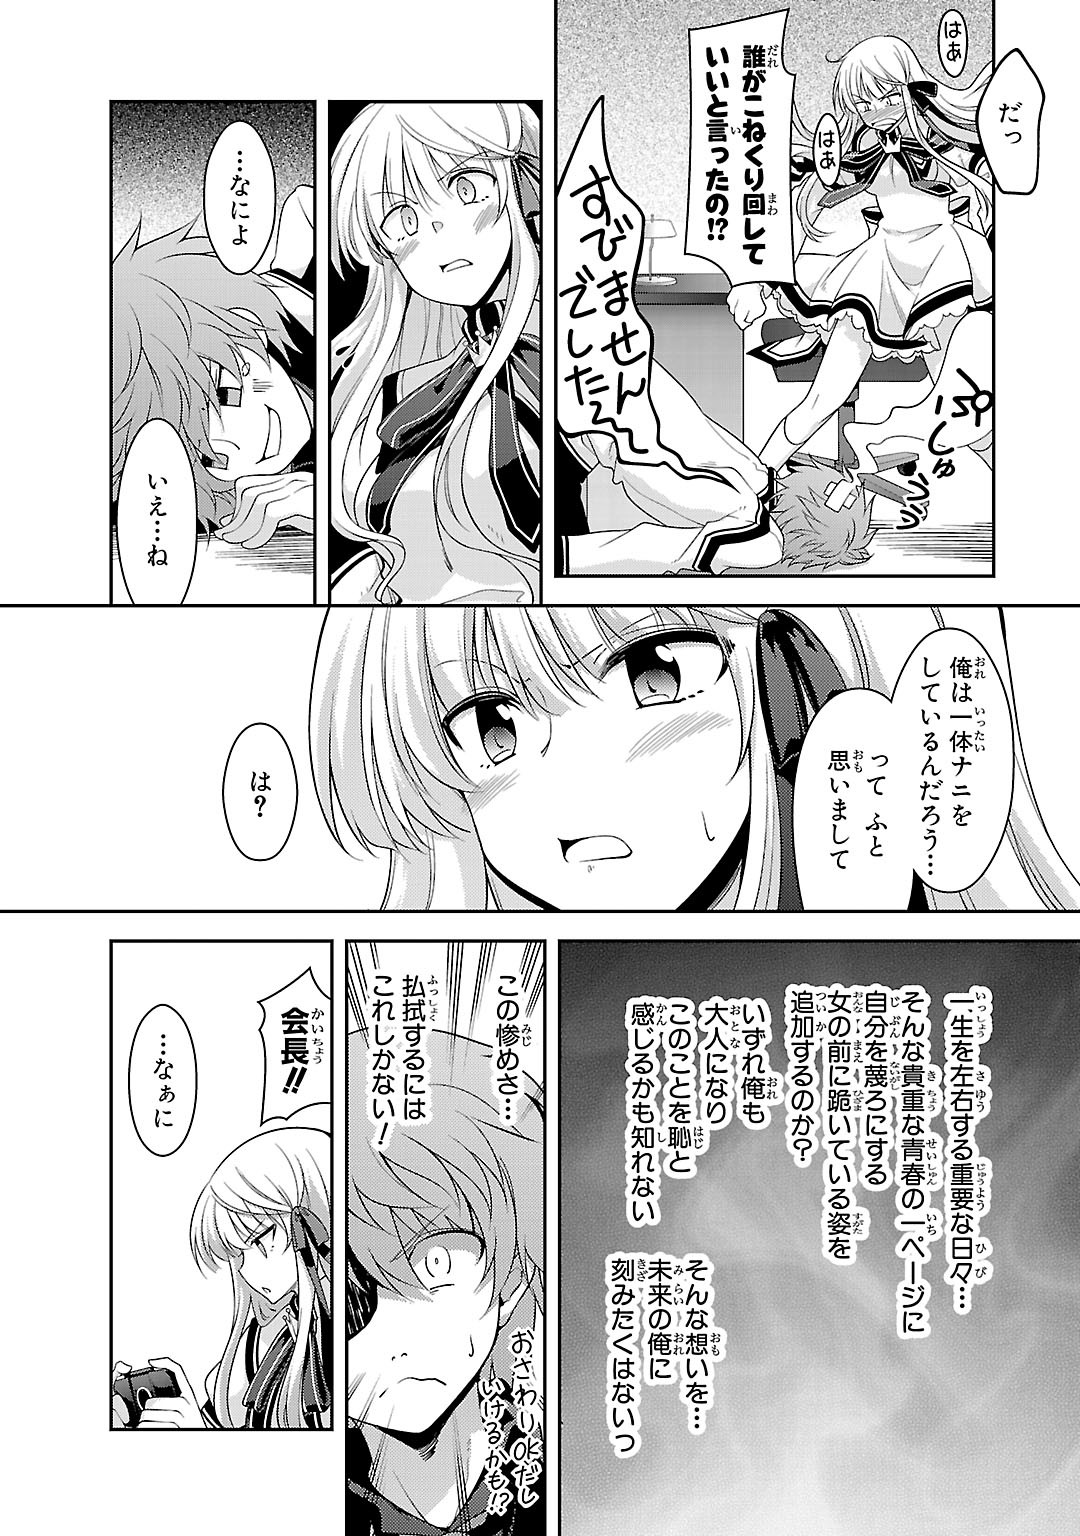 だっ
はあ
はあ
誰がこねくり回して
いいと言ったの!?
すびません
でした~
ぷしゅ
…なによ
いえ…ね
俺は一体ナニを
しているんだろう…
って ふと
思いまして
は?
一生を左右する重要な日々…
そんな貴重な青春の一ページに
自分を蔑ろにする
女の前に跪いている姿を
追加するのか?
いずれ俺も
大人になり
このことを恥と
感じるかも知れない
そんな想いを…
未来の俺に
刻みたくはないっ
この惨めさ…
払拭するには
これしかない!
おさわりOKだし
いけるかも!?
会長!!
…なぁに